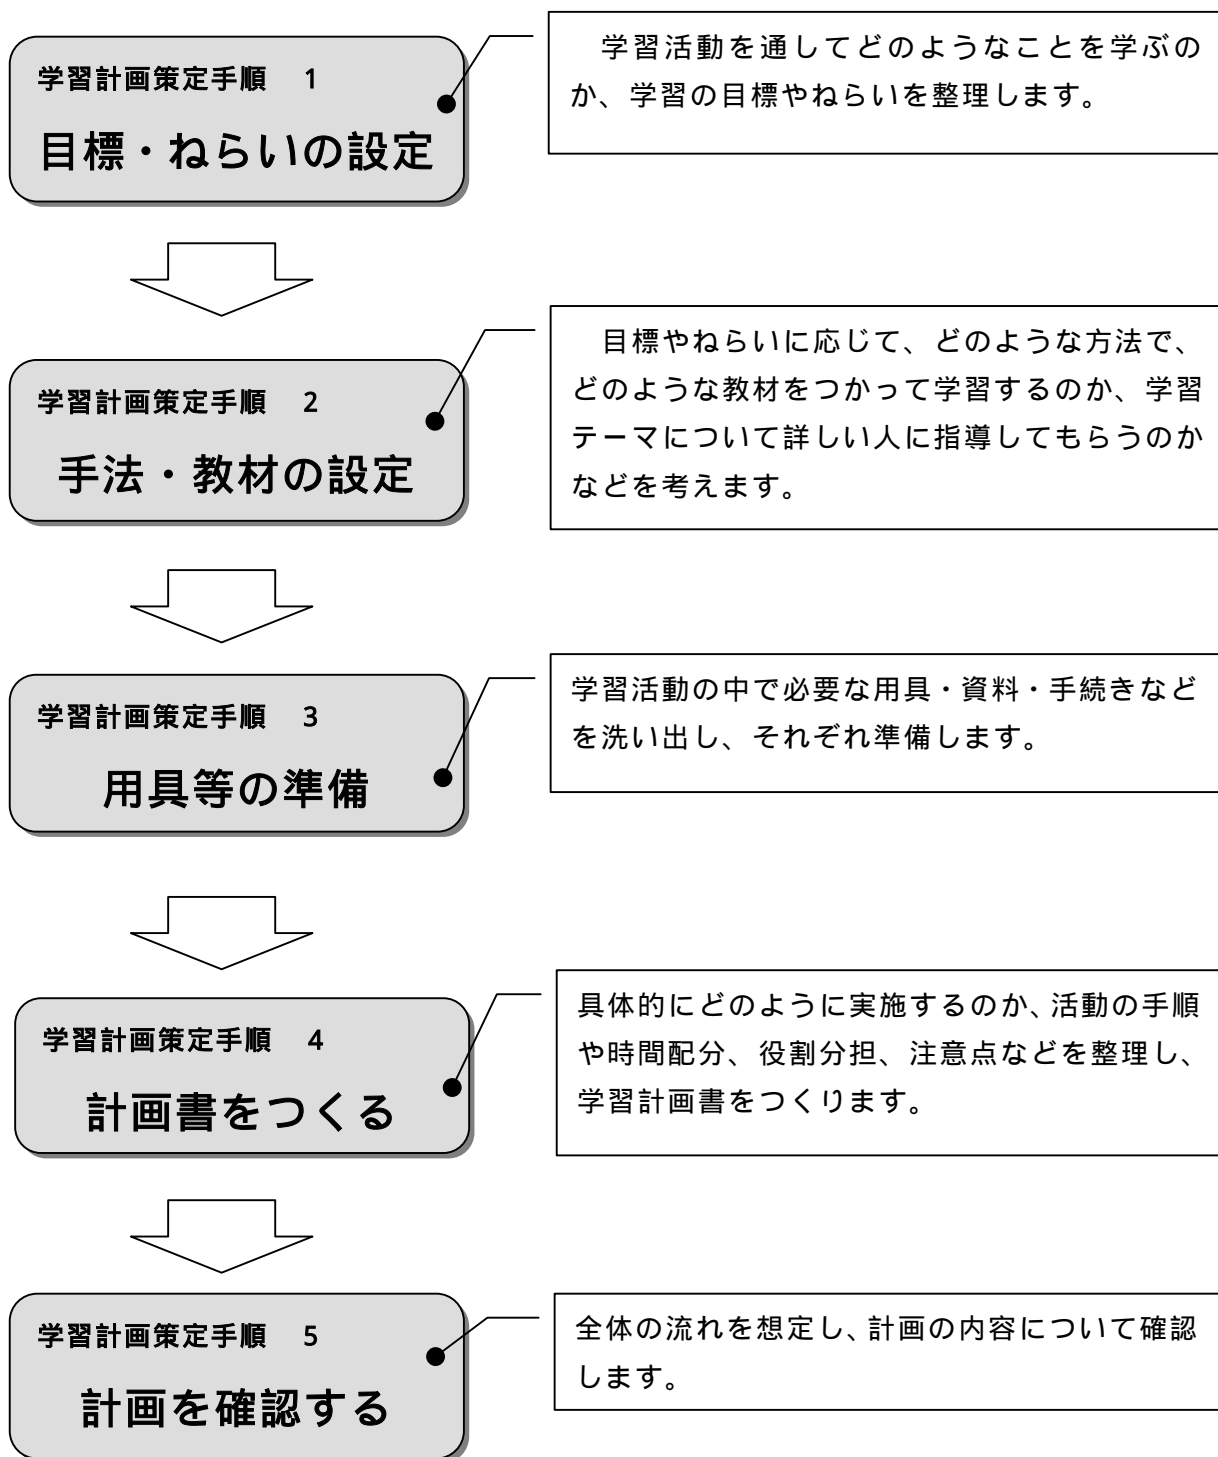 学習計画策定手順　1
目標・ねらいの設定
学習活動を通してどのようなことを学ぶの
か、学習の目標やねらいを整理します。
学習計画策定手順　2
手法・教材の設定
目標やねらいに応じて、どのような方法で、
どのような教材をつかって学習するのか、学習
テーマについて詳しい人に指導してもらうのか
などを考えます。
学習計画策定手順　3
用具等の準備
学習活動の中で必要な用具・資料・手続きなど
を洗い出し、それぞれ準備します。
学習計画策定手順　4
計画書をつくる
具体的にどのように実施するのか、活動の手順
や時間配分、役割分担、注意点などを整理し、
学習計画書をつくります。
学習計画策定手順　5
計画を確認する
全体の流れを想定し、計画の内容について確認
します。